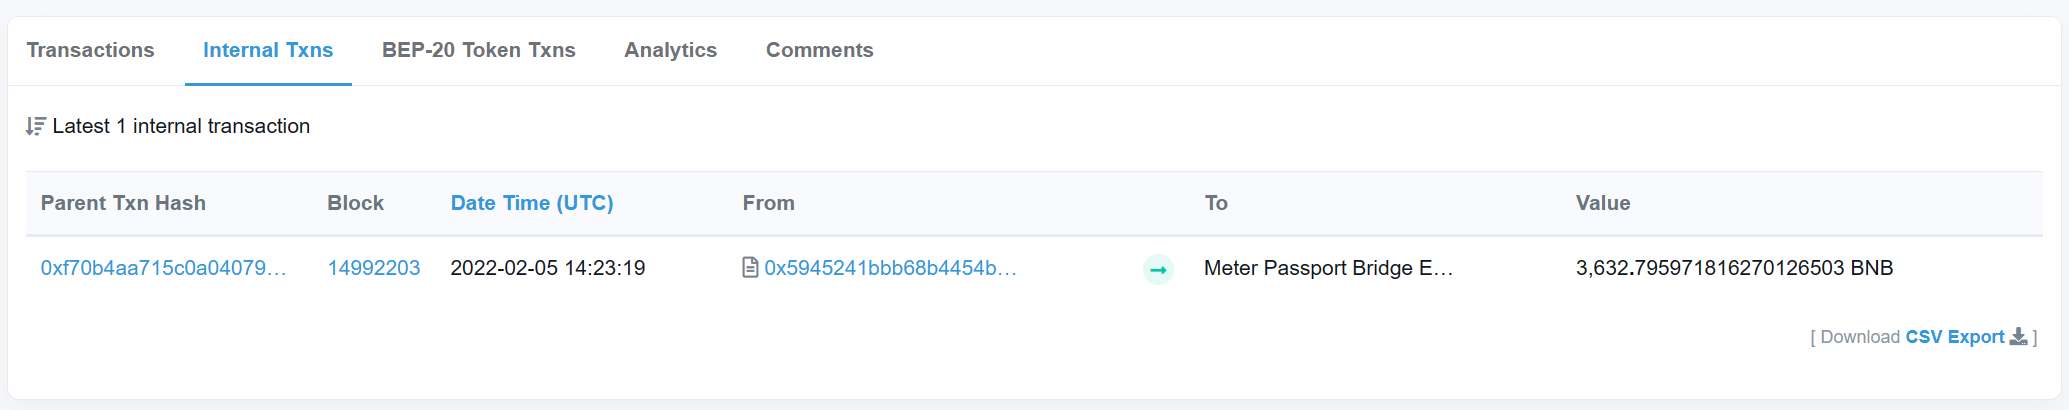 Transactions Internal Txns BEP-20 Token Txns Analytics Comments
Latest 1 internal transaction
Parent Txn Hash Block Date Time (UTC) From To Value
0xf70b4aa715c0a04079... 14992203 2022-02-05 14:23:19 0x5945241bbb68b4454b... Meter Passport Bridge E... 3,632.795971816270126503 BNB
[ Download CSV Export ]